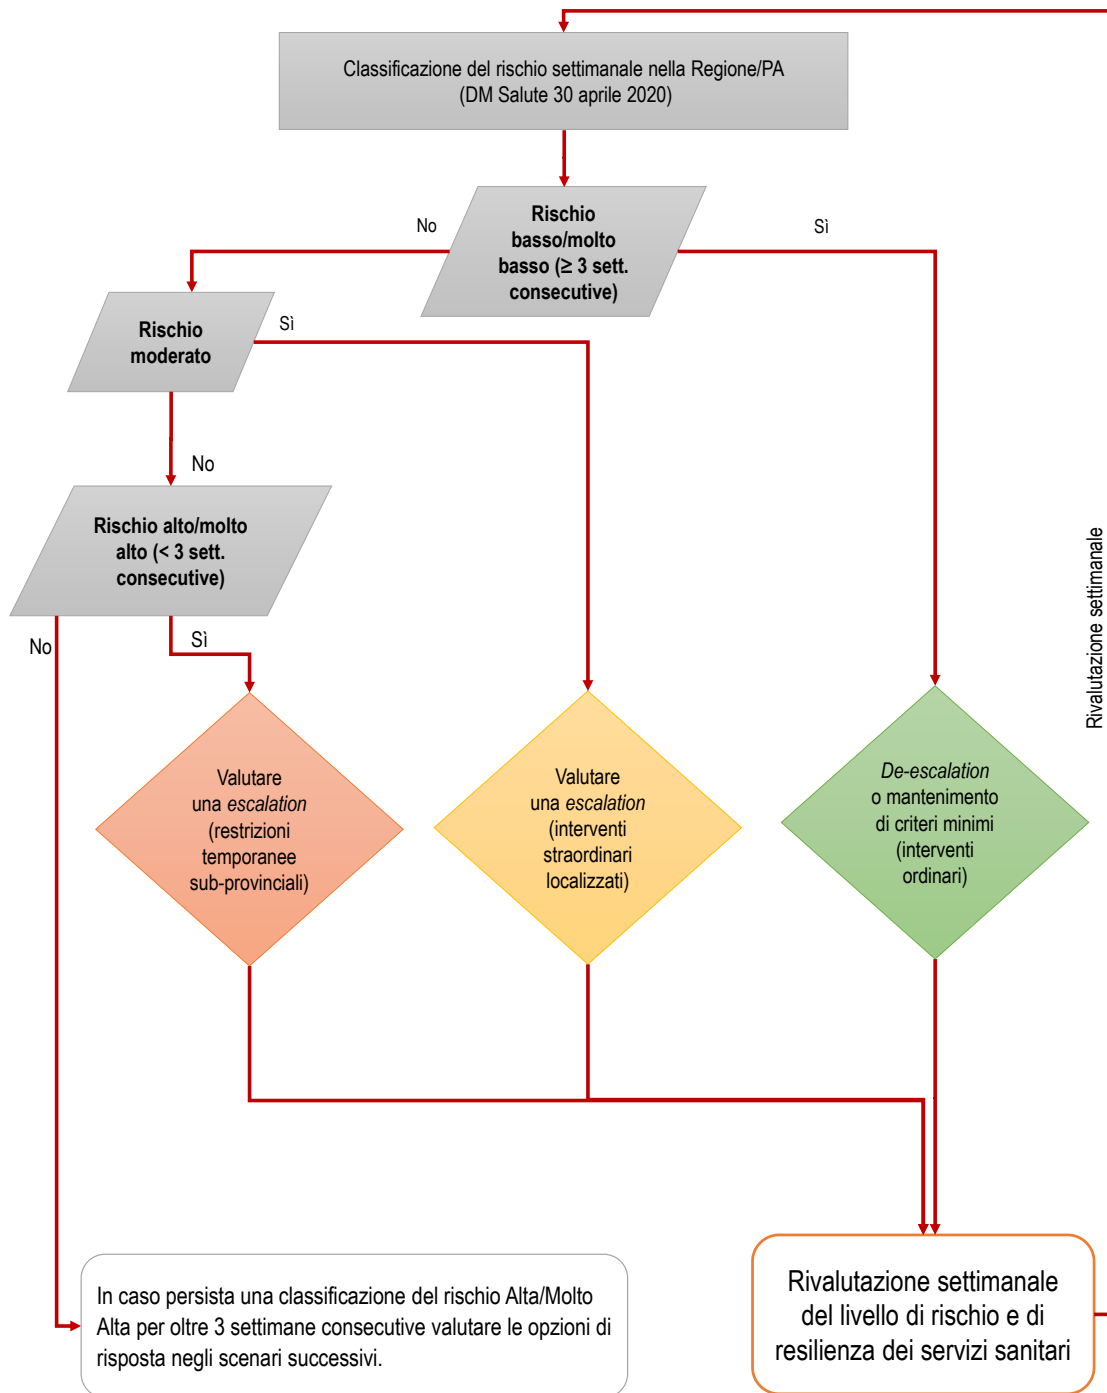 Classificazione del rischio settimanale nella Regione/PA
(DM Salute 30 aprile 2020)
Rischio
basso/molto
basso (≥ 3 sett.
consecutive)
No
Sì
Rischio
moderato
Sì
No
Rischio alto/molto
alto (< 3 sett.
consecutive)
No
Sì
Valutare
una escalation
(restrizioni
temporanee
sub-provinciali)
Valutare
una escalation
(interventi
straordinari
localizzati)
De-escalation
o mantenimento
di criteri minimi
(interventi
ordinari)
Rivalutazione settimanale
In caso persista una classificazione del rischio Alta/Molto
Alta per oltre 3 settimane consecutive valutare le opzioni di
risposta negli scenari successivi.
Rivalutazione settimanale
del livello di rischio e di
resilienza dei servizi sanitari